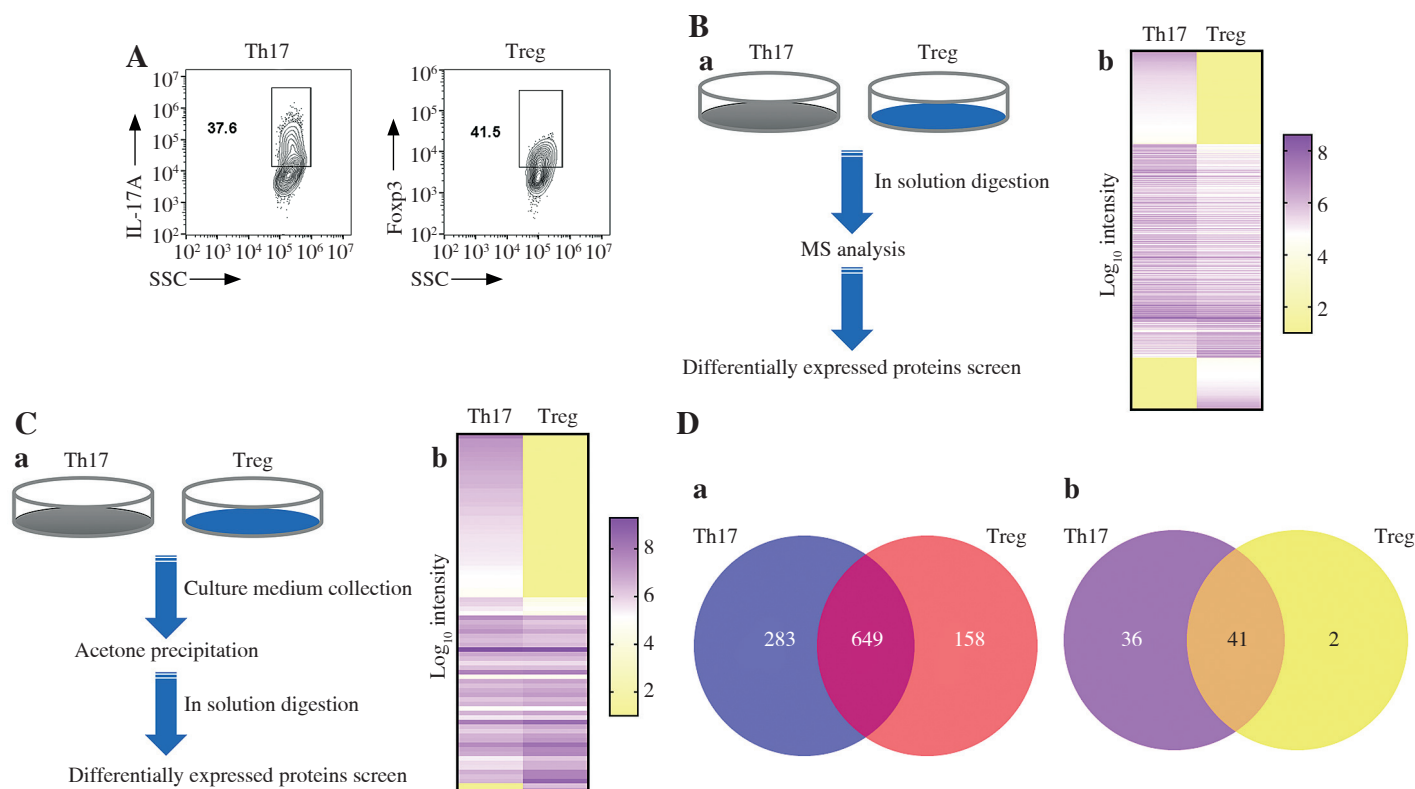 A
Th17
10⁷
10⁶
10⁵
10⁴
10³
10²
37.6
IL-17A
10² 10³ 10⁴ 10⁵ 10⁶ 10⁷
SSC
Treg
10⁶
10⁵
10⁴
10³
10²
41.5
Foxp3
10² 10³ 10⁴ 10⁵ 10⁶ 10⁷
SSC
B
a
Th17
Treg
In solution digestion
MS analysis
Differentially expressed proteins screen
b
Th17 Treg
Log₁₀ intensity
8
6
4
2
C
a
Th17
Treg
Culture medium collection
Acetone precipitation
In solution digestion
Differentially expressed proteins screen
b
Th17 Treg
Log₁₀ intensity
8
6
4
2
D
a
Th17
Treg
283 649 158
b
Th17
Treg
36 41 2